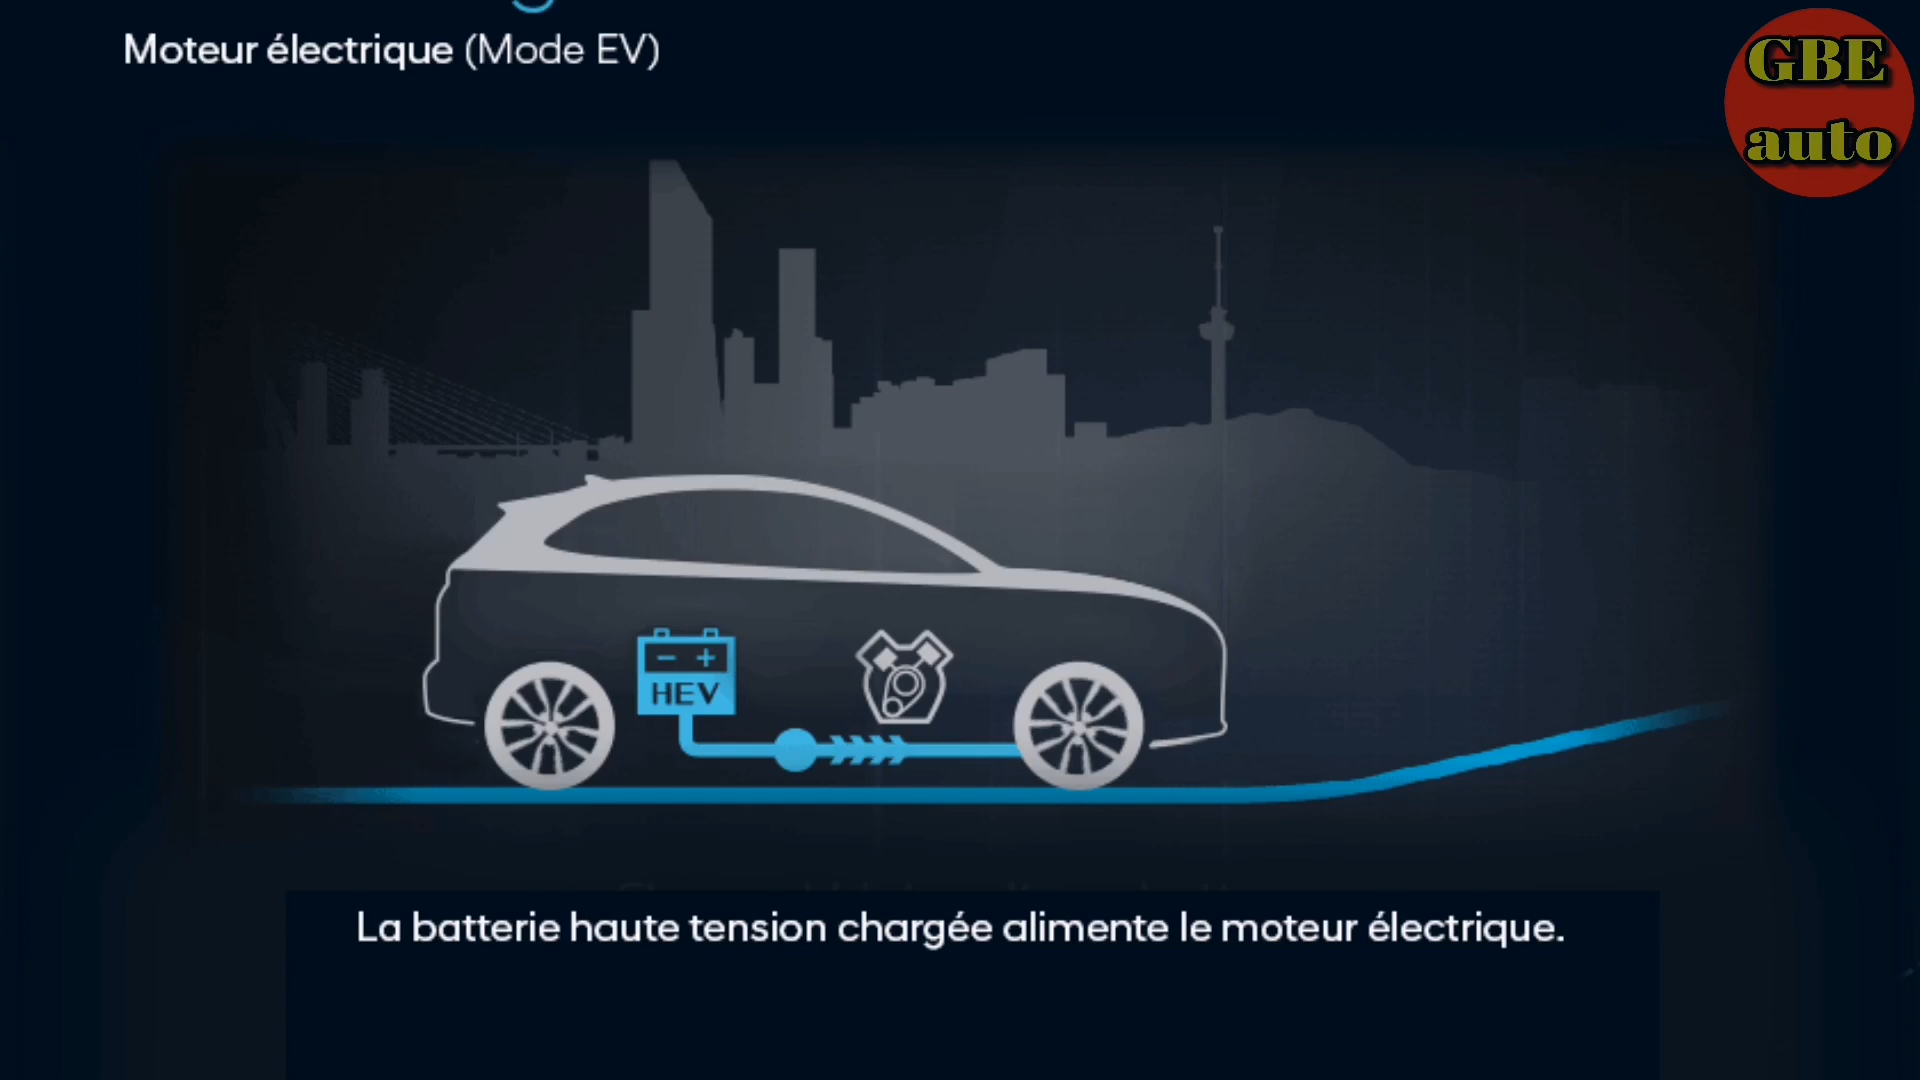 Moteur électrique (Mode EV)
GBE
auto
- +
HEV
La batterie haute tension chargée alimente le moteur électrique.